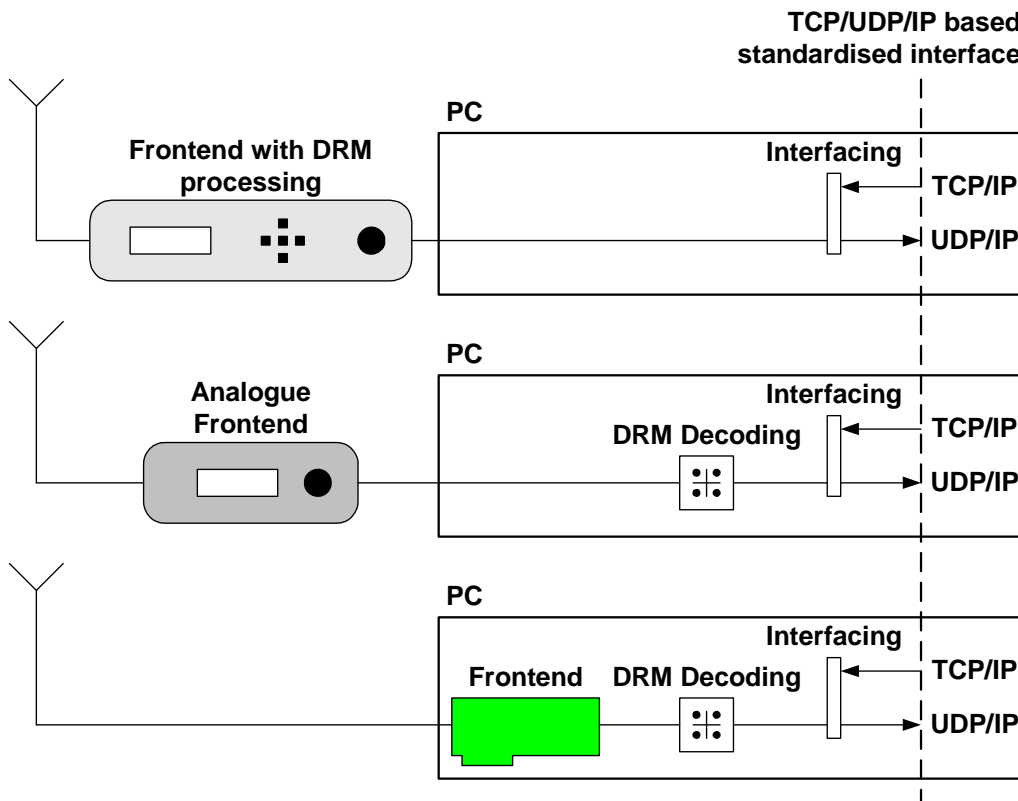 TCP/UDP/IP based
standardised interface
PC
Frontend with DRM
processing
Interfacing
TCP/IP
UDP/IP
PC
Analogue
Frontend
Interfacing
DRM Decoding
TCP/IP
UDP/IP
PC
Interfacing
Frontend
DRM Decoding
TCP/IP
UDP/IP